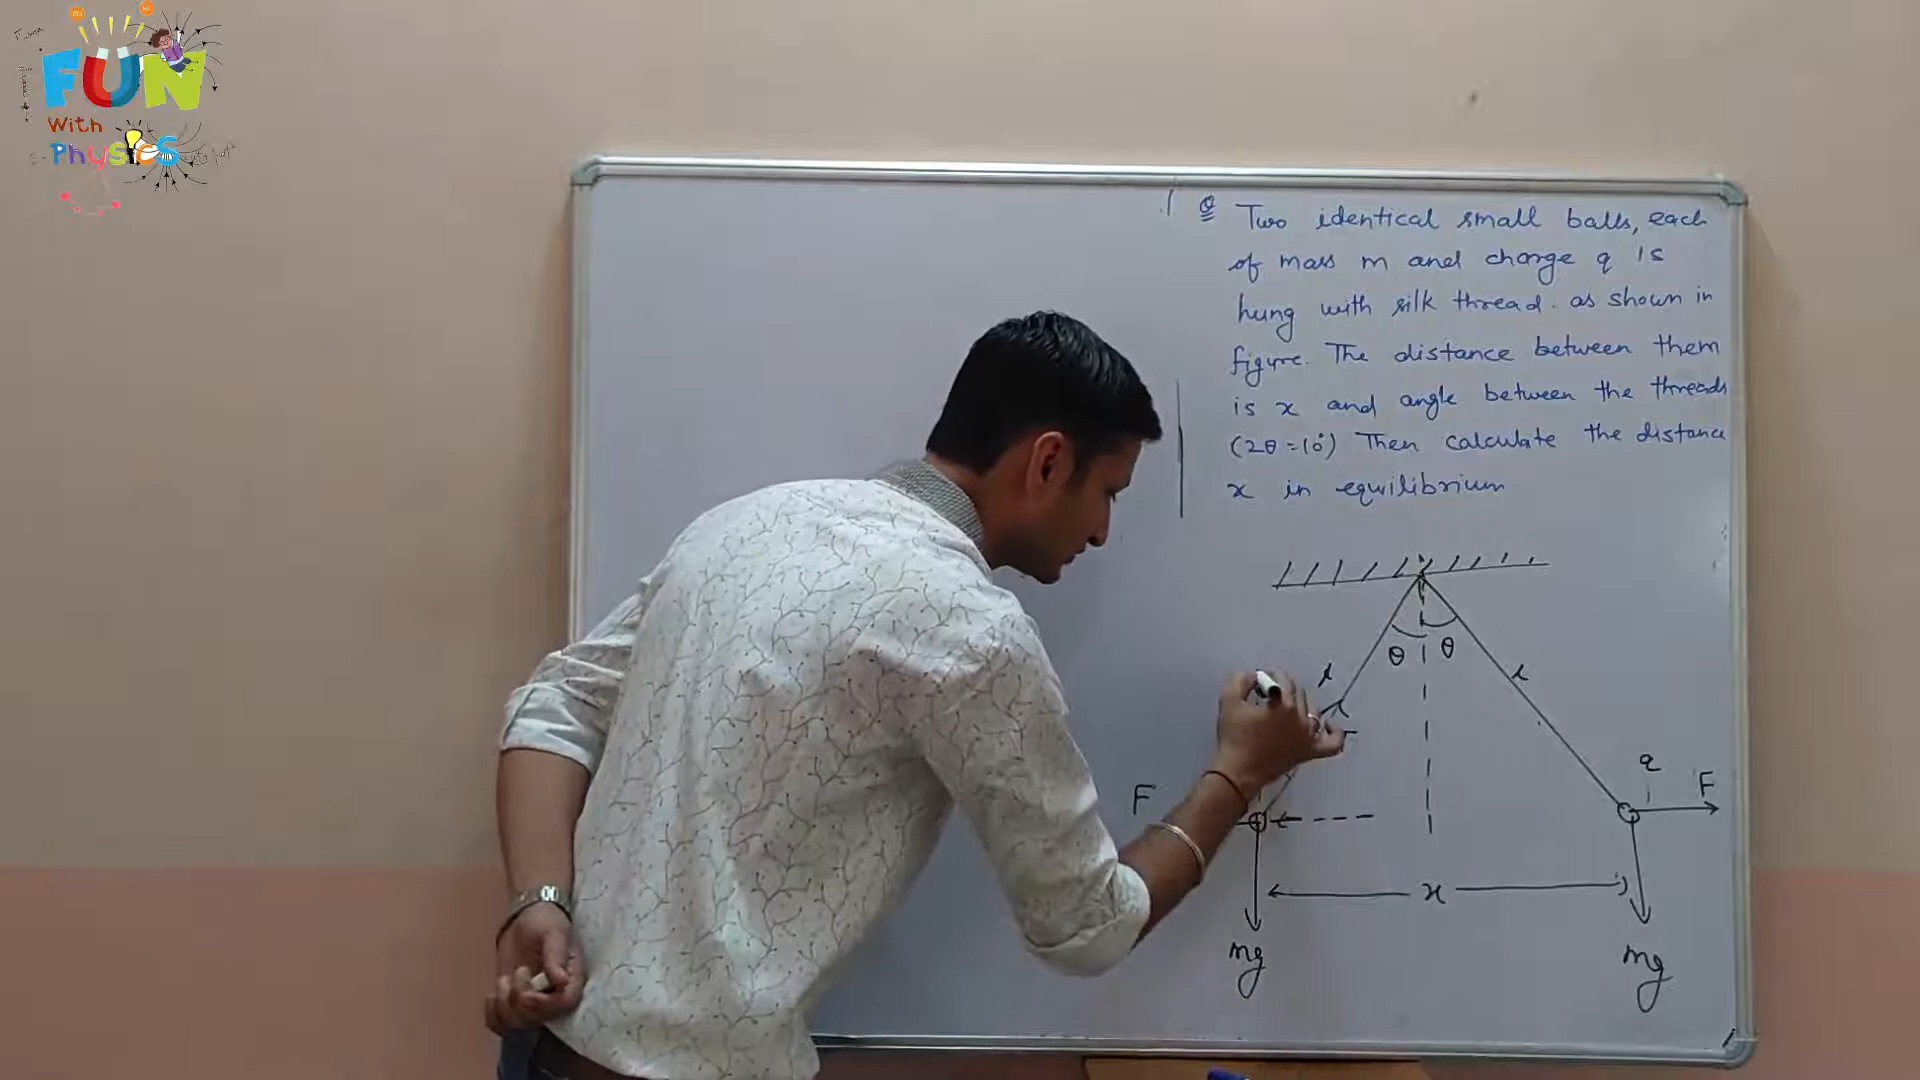 FUN
With
Physics
Q Two identical small balls, each
of mass m and charge q is
hung with silk thread. as shown in
figure. The distance between them
is x and angle between the threads
(2θ=10°) Then calculate the distance
x in equilibrium
θ θ
l l
T
q
F F
x
mg mg